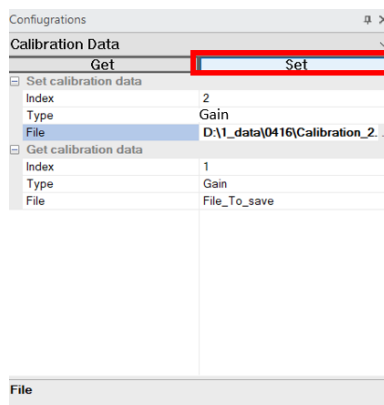 Confiugrations
Calibration Data
Get Set
Set calibration data
Index 2
Type Gain
File D:\1_data\0416\Calibration_2.
Get calibration data
Index 1
Type Gain
File File_To_save
File